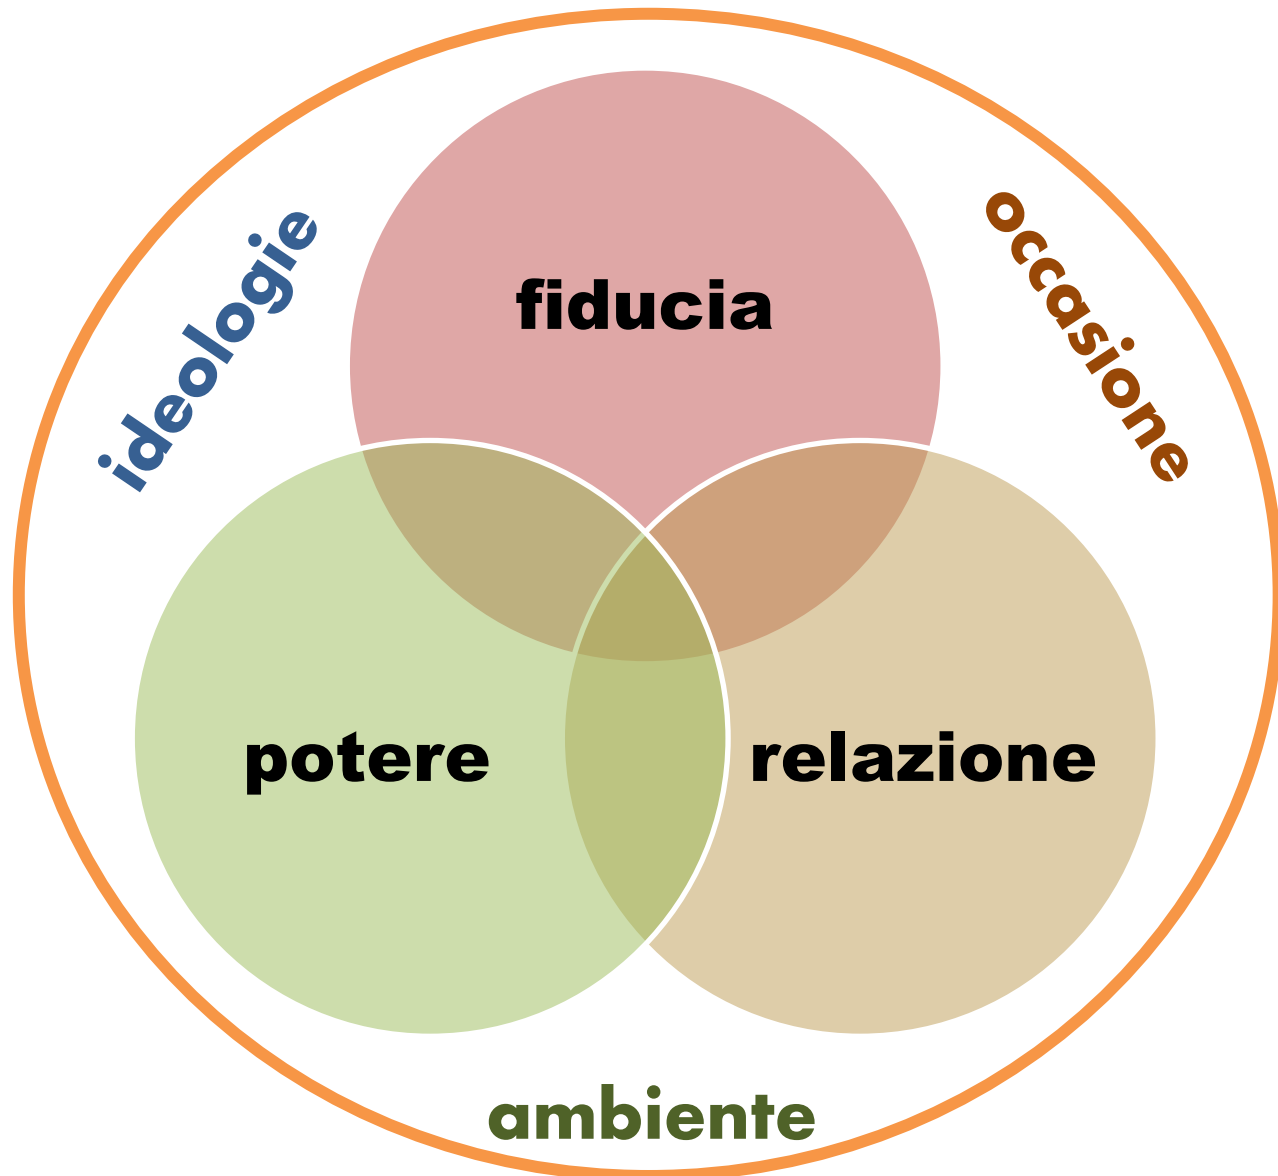 ideologie
occasione
fiducia
potere
relazione
ambiente